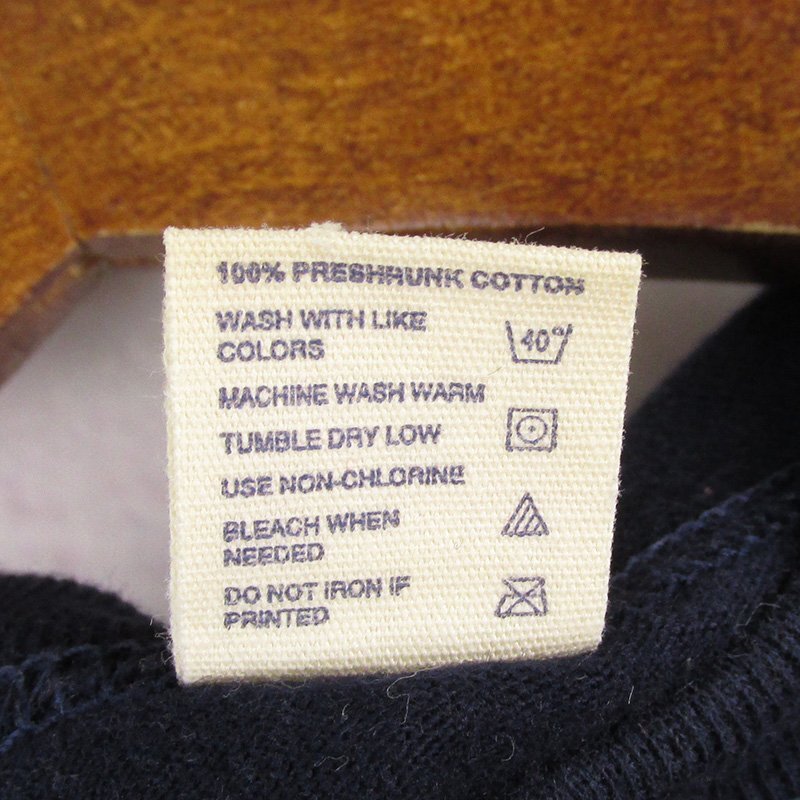 100% PRESHRUNK COTTON
WASH WITH LIKE
COLORS
40°
MACHINE WASH WARM
TUMBLE DRY LOW
USE NON-CHLORINE
BLEACH WHEN
NEEDED
DO NOT IRON IF
PRINTED